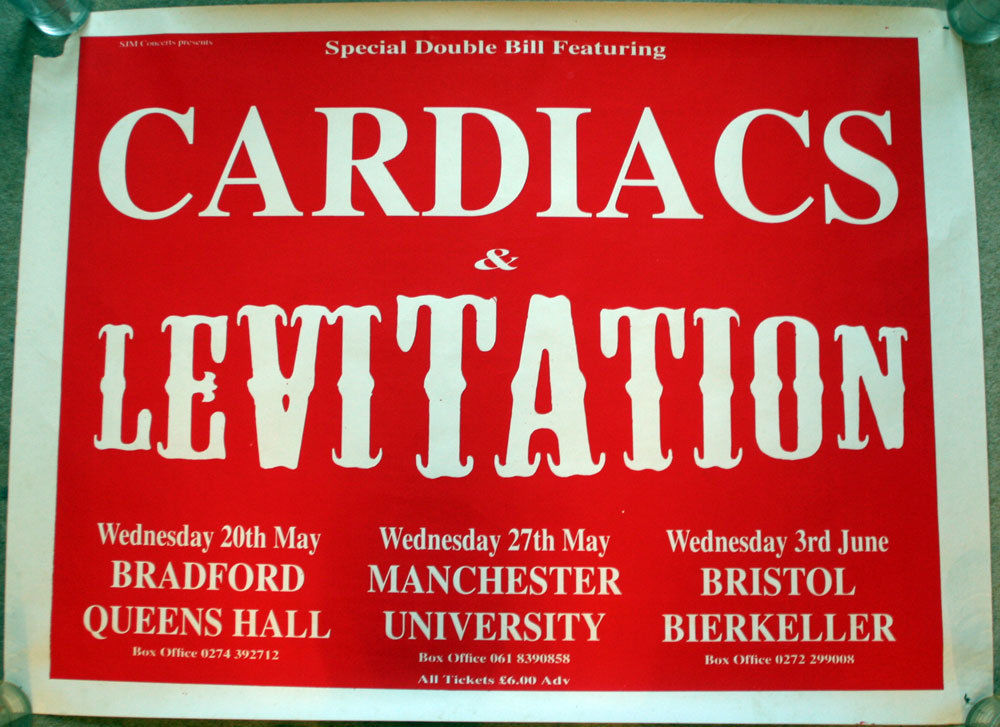 SJM Concerts presents
Special Double Bill Featuring
CARDIACS
&
LEVITATION
Wednesday 20th May
BRADFORD
QUEENS HALL
Box Office 0274 392712
Wednesday 27th May
MANCHESTER
UNIVERSITY
Box Office 061 8390858
All Tickets £6.00 Adv
Wednesday 3rd June
BRISTOL
BIERKELLER
Box Office 0272 299008